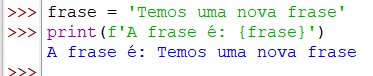 >>> frase = 'Temos uma nova frase'
>>> print(f'A frase é: {frase}')
A frase é: Temos uma nova frase
>>>